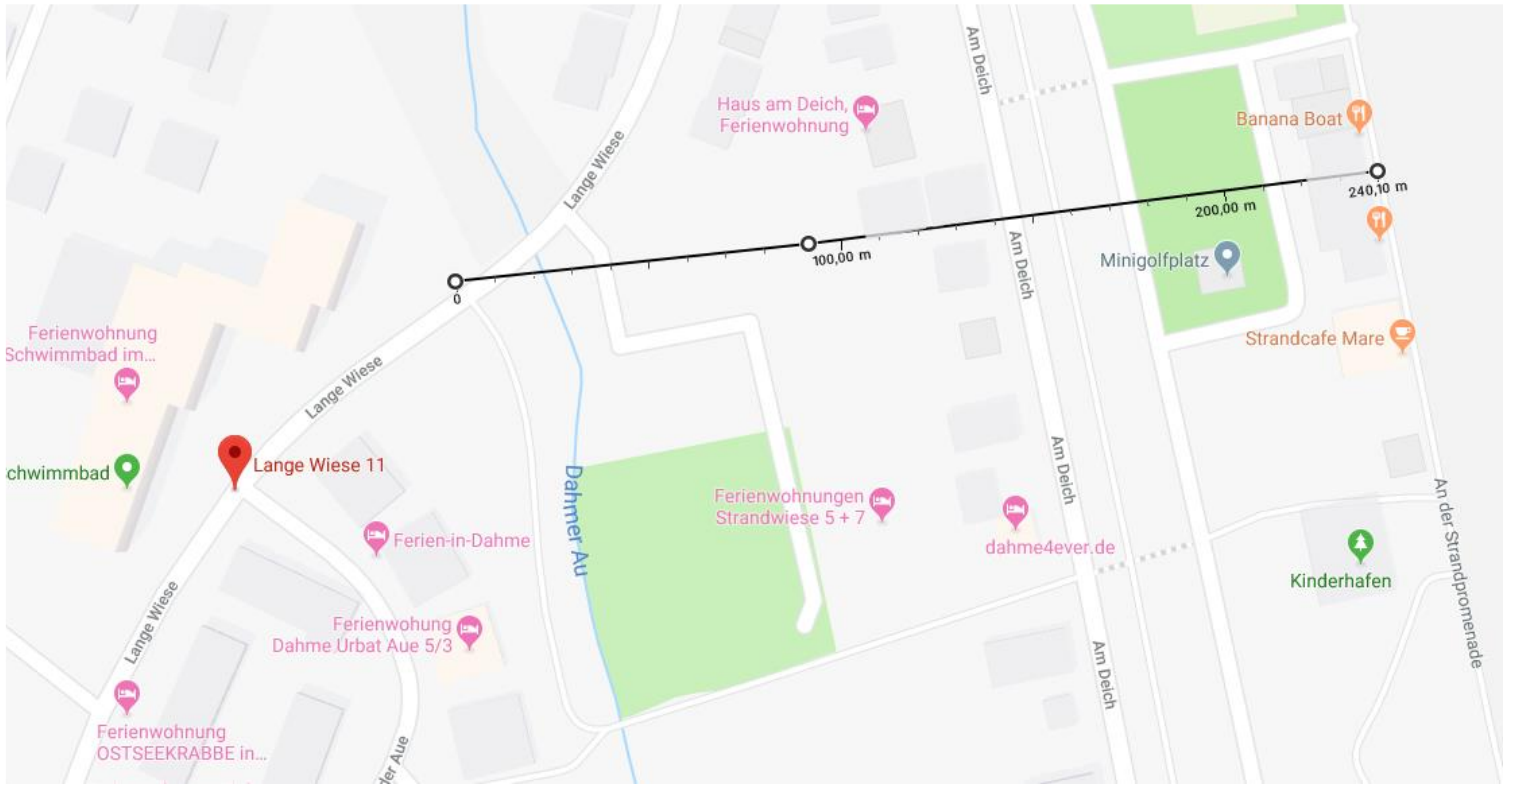 Am Deich
Haus am Deich,
Ferienwohnung
Banana Boat
Lange Wiese
240,10 m
200,00 m
100,00 m
0
Am Deich
Minigolfplatz
Ferienwohnung
Schwimmbad im...
Strandcafe Mare
Lange Wiese
Lange Wiese 11
chwimmbad
Am Deich
Dahmer Au
Ferienwohnungen
Strandwiese 5 + 7
Ferien-in-Dahme
dahme4ever.de
An der Strandpromenade
Kinderhafen
Lange Wiese
Ferienwohung
Dahme Urbat Aue 5/3
Am Deich
Ferienwohnung
OSTSEEKRABBE in...
der Aue